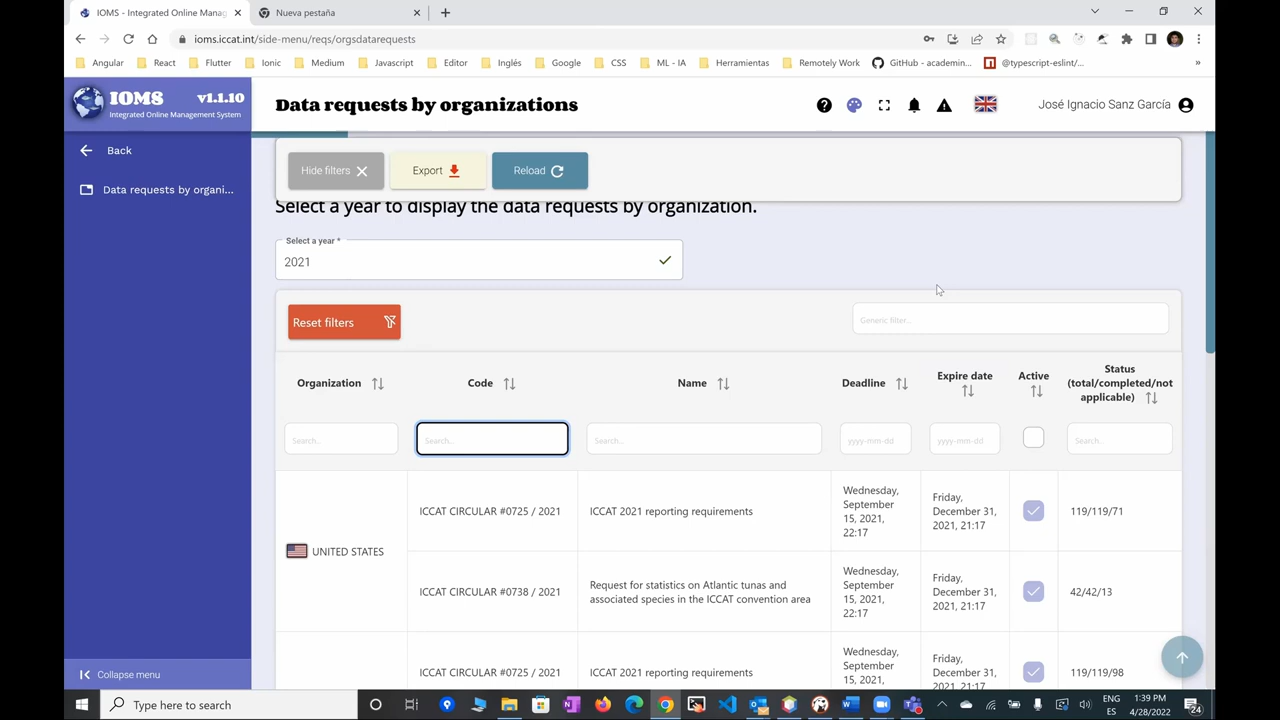 IOMS - Integrated Online Manag
Nueva pestaña
ioms.iccat.int/side-menu/reqs/orgsdatarequests
Angular
React
Flutter
Ionic
Medium
Javascript
Editor
Inglés
Google
CSS
ML - IA
Herramientas
Remotely Work
GitHub - academin...
@typescript-eslint/...
»
IOMS v1.1.10
Integrated Online Management System
Data requests by organizations
José Ignacio Sanz García
Back
Data requests by organi...
Hide filters
Export
Reload
Select a year to display the data requests by organization.
Select a year *
2021
Reset filters
Generic filter...
Organization
Code
Name
Deadline
Expire date
Active
Status
(total/completed/not
applicable)
Search..
Search..
Search..
yyyy-mm-dd
yyyy-mm-dd
Search..
UNITED STATES
ICCAT CIRCULAR #0725 / 2021
ICCAT 2021 reporting requirements
Wednesday,
September
15, 2021,
22:17
Friday,
December 31,
2021, 21:17
119/119/71
ICCAT CIRCULAR #0738 / 2021
Request for statistics on Atlantic tunas and
associated species in the ICCAT convention area
Wednesday,
September
15, 2021,
22:17
Friday,
December 31,
2021, 21:17
42/42/13
ICCAT CIRCULAR #0725 / 2021
ICCAT 2021 reporting requirements
Wednesday,
September
15, 2021,
Friday,
December 31,
2021, 21:17
119/119/98
Collapse menu
Type here to search
ENG
ES
1:39 PM
4/28/2022
24